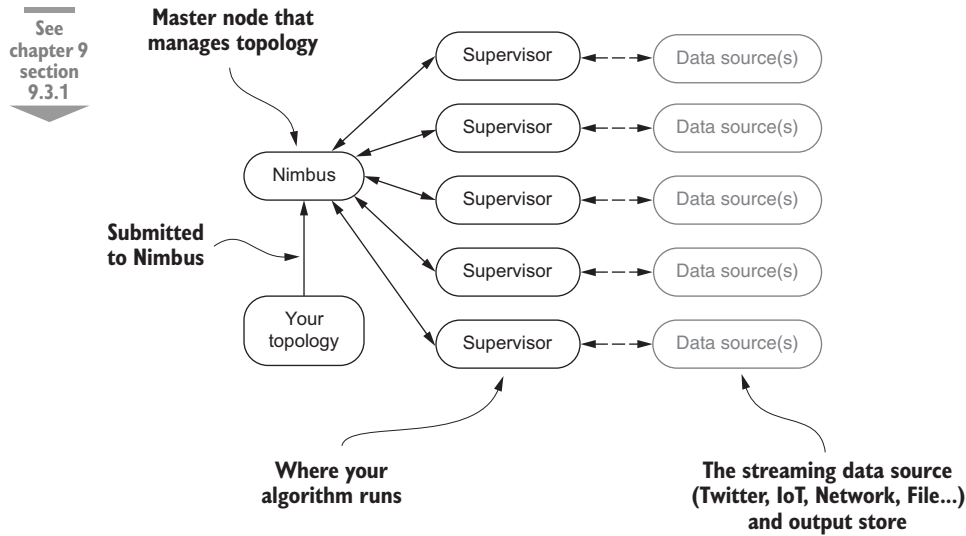 See
chapter 9
section
9.3.1
Master node that
manages topology
Supervisor
Data source(s)
Supervisor
Data source(s)
Nimbus
Supervisor
Data source(s)
Submitted
to Nimbus
Supervisor
Data source(s)
Your
topology
Supervisor
Data source(s)
Where your
algorithm runs
The streaming data source
(Twitter, IoT, Network, File...)
and output store